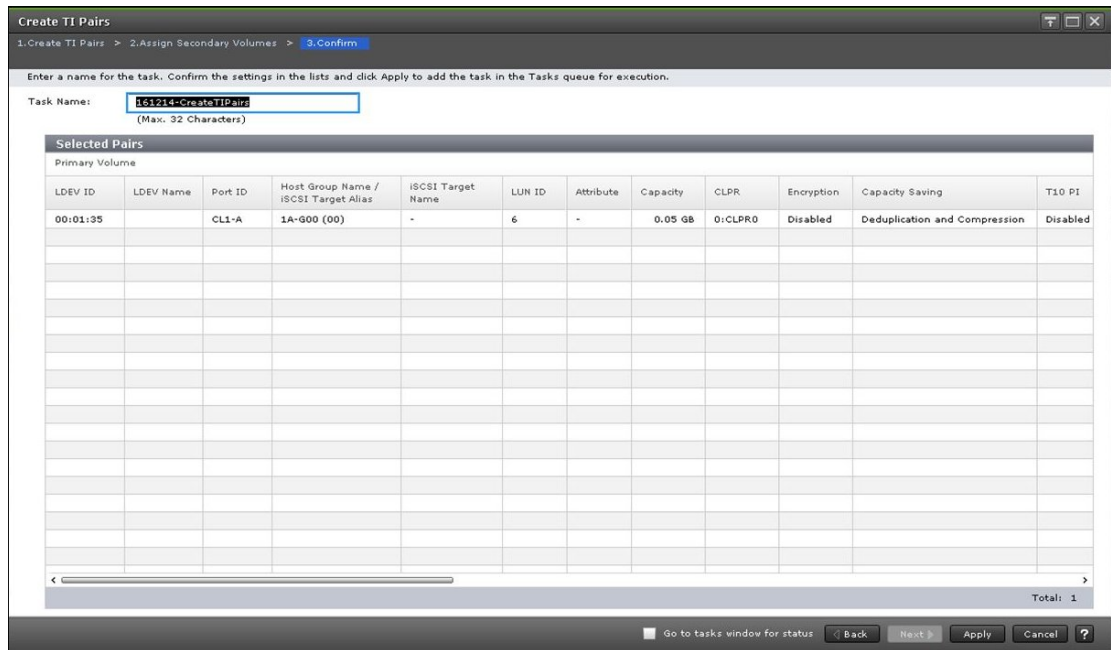 Create TI Pairs
1.Create TI Pairs > 2.Assign Secondary Volumes > 3.Confirm
Enter a name for the task. Confirm the settings in the lists and click Apply to add the task in the Tasks queue for execution.
Task Name: 161214-CreateTIPairs
(Max. 32 Characters)
Selected Pairs
Primary Volume
LDEV ID LDEV Name Port ID Host Group Name / iSCSI Target Alias iSCSI Target Name LUN ID Attribute Capacity CLPR Encryption Capacity Saving T10 PI
00:01:35 CL1-A 1A-G00 (00) - 6 - 0.05 GB 0:CLPR0 Disabled Deduplication and Compression Disabled
Total: 1
Go to tasks window for status Back Next Apply Cancel ?